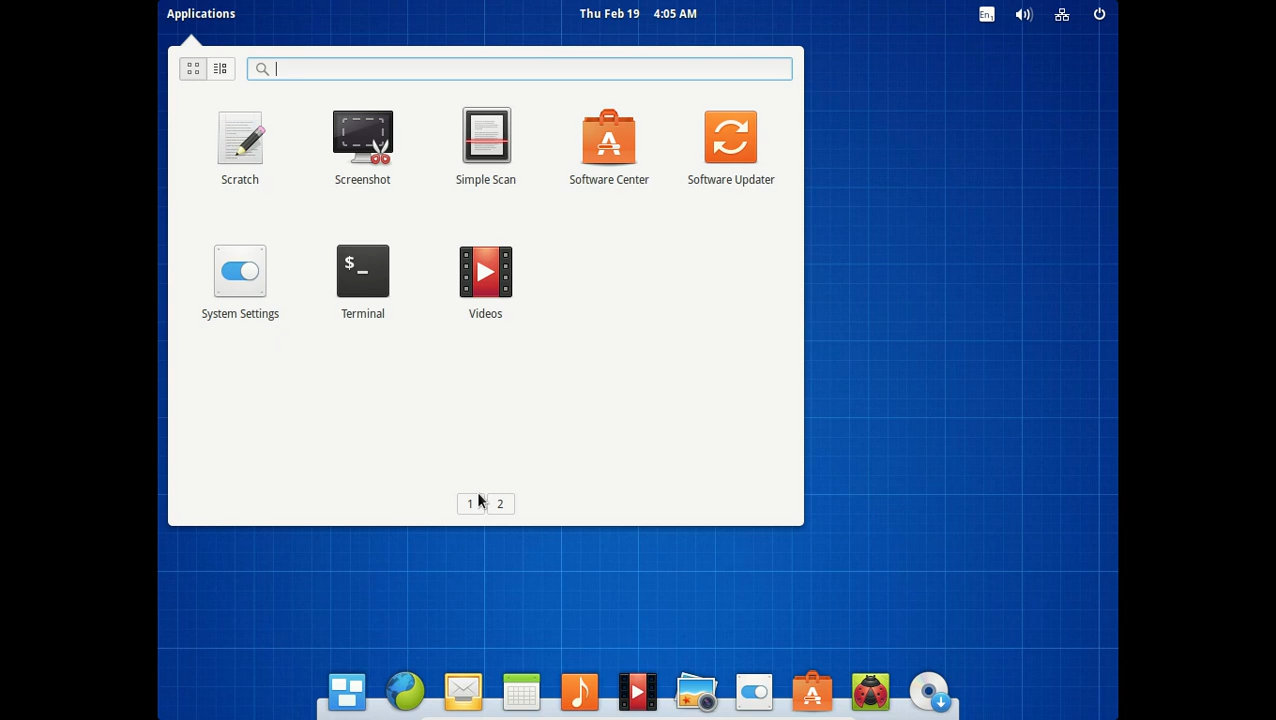 Applications Thu Feb 19 4:05 AM En1
Scratch Screenshot Simple Scan Software Center Software Updater
$_
System Settings Terminal Videos
1 2